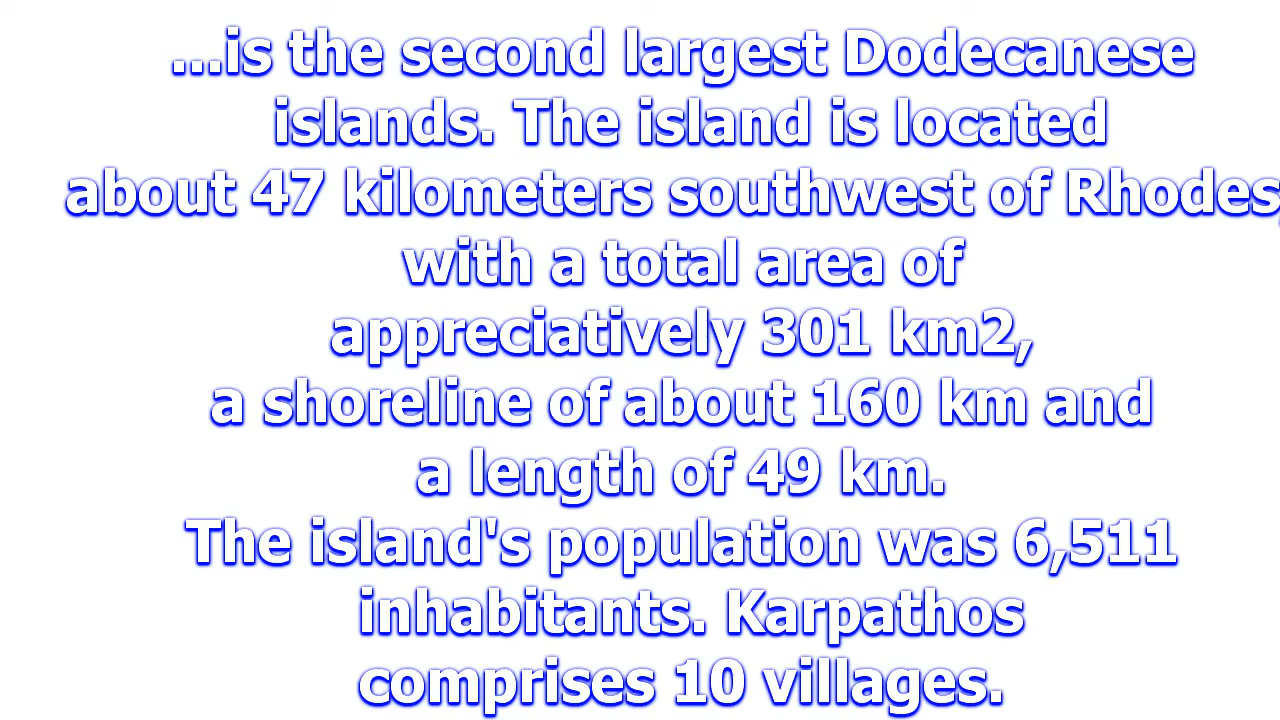 ...is the second largest Dodecanese
islands. The island is located
about 47 kilometers southwest of Rhodes,
with a total area of
appreciatively 301 km2,
a shoreline of about 160 km and
a length of 49 km.
The island's population was 6,511
inhabitants. Karpathos
comprises 10 villages.